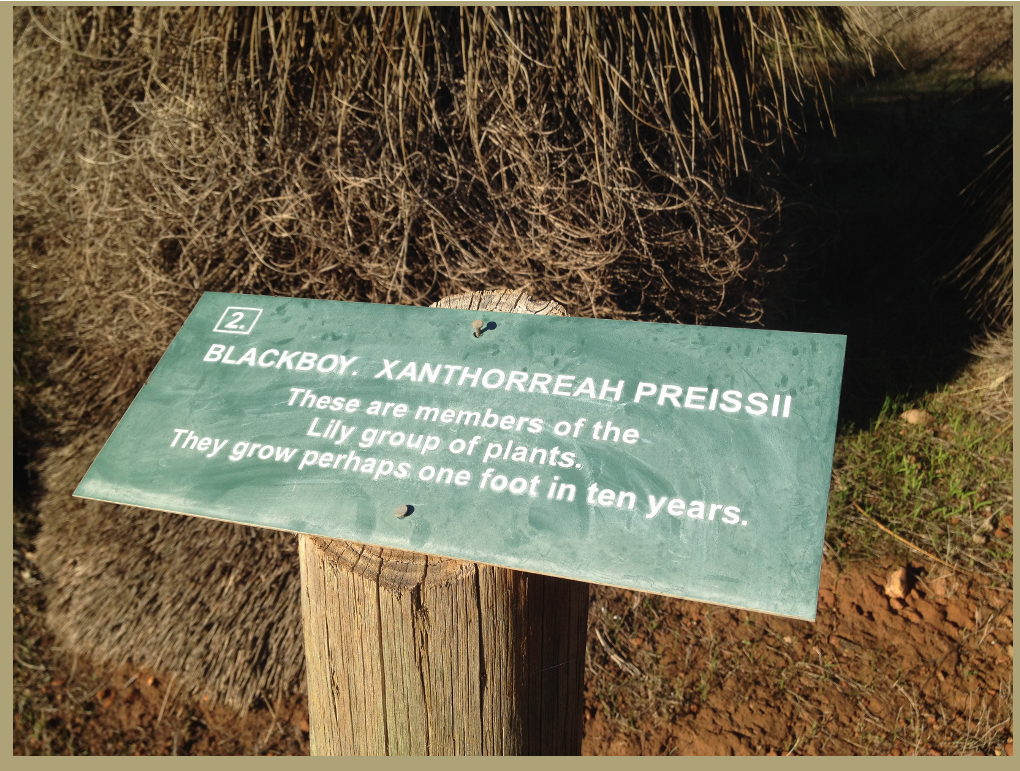 2.
BLACKBOY. XANTHORREAH PREISSII
These are members of the
Lily group of plants.
They grow perhaps one foot in ten years.